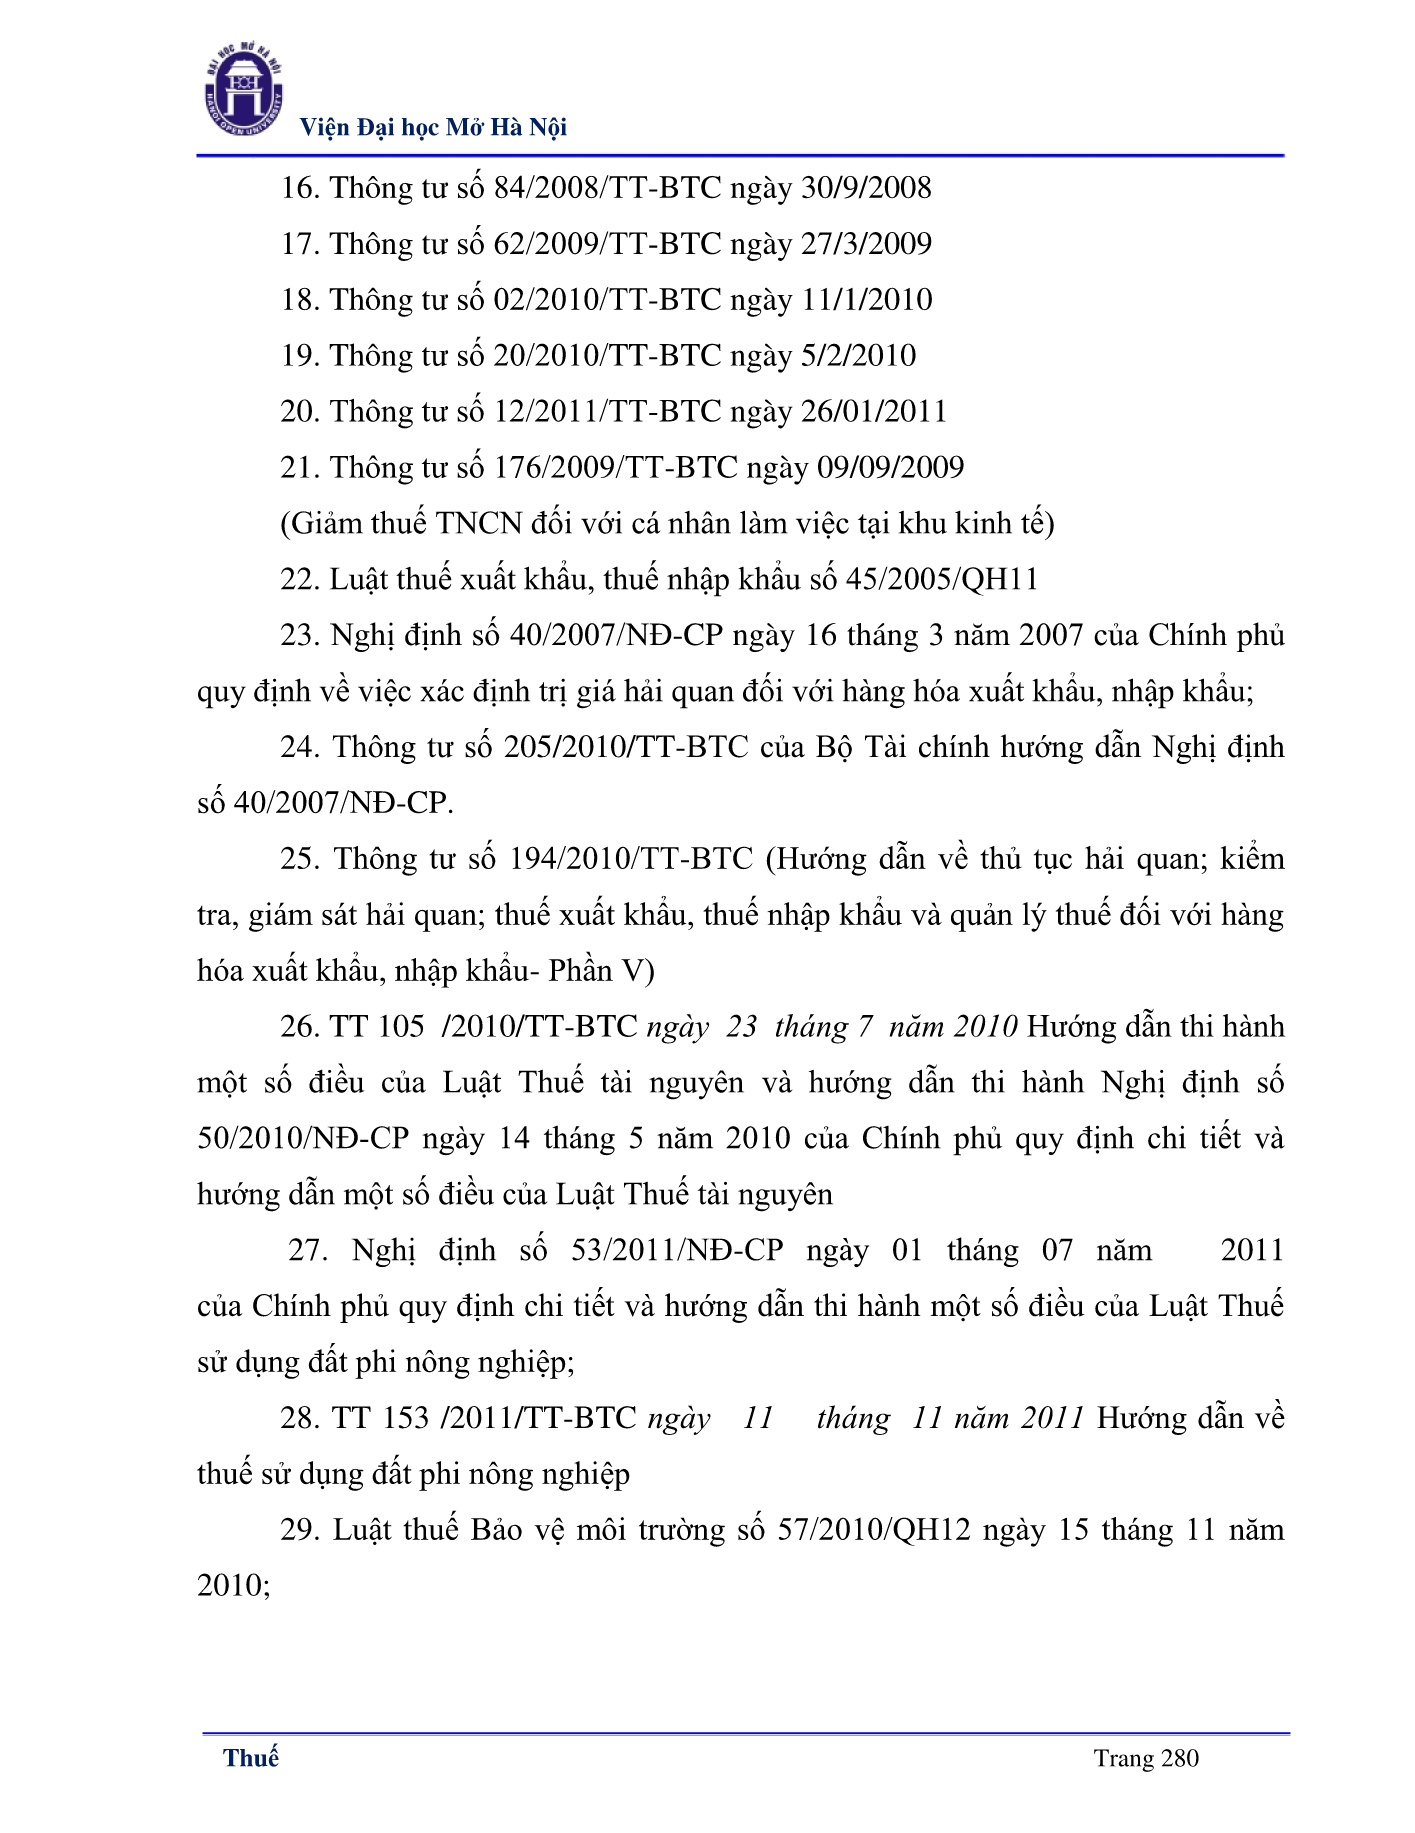 ĐẠI HỌC MỞ HÀ NỘI
HANOI OPEN UNIVERSITY
Viện Đại học Mở Hà Nội
16. Thông tư số 84/2008/TT-BTC ngày 30/9/2008
17. Thông tư số 62/2009/TT-BTC ngày 27/3/2009
18. Thông tư số 02/2010/TT-BTC ngày 11/1/2010
19. Thông tư số 20/2010/TT-BTC ngày 5/2/2010
20. Thông tư số 12/2011/TT-BTC ngày 26/01/2011
21. Thông tư số 176/2009/TT-BTC ngày 09/09/2009
(Giảm thuế TNCN đối với cá nhân làm việc tại khu kinh tế)
22. Luật thuế xuất khẩu, thuế nhập khẩu số 45/2005/QH11
23. Nghị định số 40/2007/NĐ-CP ngày 16 tháng 3 năm 2007 của Chính phủ
quy định về việc xác định trị giá hải quan đối với hàng hóa xuất khẩu, nhập khẩu;
24. Thông tư số 205/2010/TT-BTC của Bộ Tài chính hướng dẫn Nghị định
số 40/2007/NĐ-CP.
25. Thông tư số 194/2010/TT-BTC (Hướng dẫn về thủ tục hải quan; kiểm
tra, giám sát hải quan; thuế xuất khẩu, thuế nhập khẩu và quản lý thuế đối với hàng
hóa xuất khẩu, nhập khẩu- Phần V)
26. TT 105 /2010/TT-BTC ngày 23 tháng 7 năm 2010 Hướng dẫn thi hành
một số điều của Luật Thuế tài nguyên và hướng dẫn thi hành Nghị định số
50/2010/NĐ-CP ngày 14 tháng 5 năm 2010 của Chính phủ quy định chi tiết và
hướng dẫn một số điều của Luật Thuế tài nguyên
27. Nghị định số 53/2011/NĐ-CP ngày 01 tháng 07 năm 2011
của Chính phủ quy định chi tiết và hướng dẫn thi hành một số điều của Luật Thuế
sử dụng đất phi nông nghiệp;
28. TT 153 /2011/TT-BTC ngày 11 tháng 11 năm 2011 Hướng dẫn về
thuế sử dụng đất phi nông nghiệp
29. Luật thuế Bảo vệ môi trường số 57/2010/QH12 ngày 15 tháng 11 năm
2010;
Thuế Trang 280